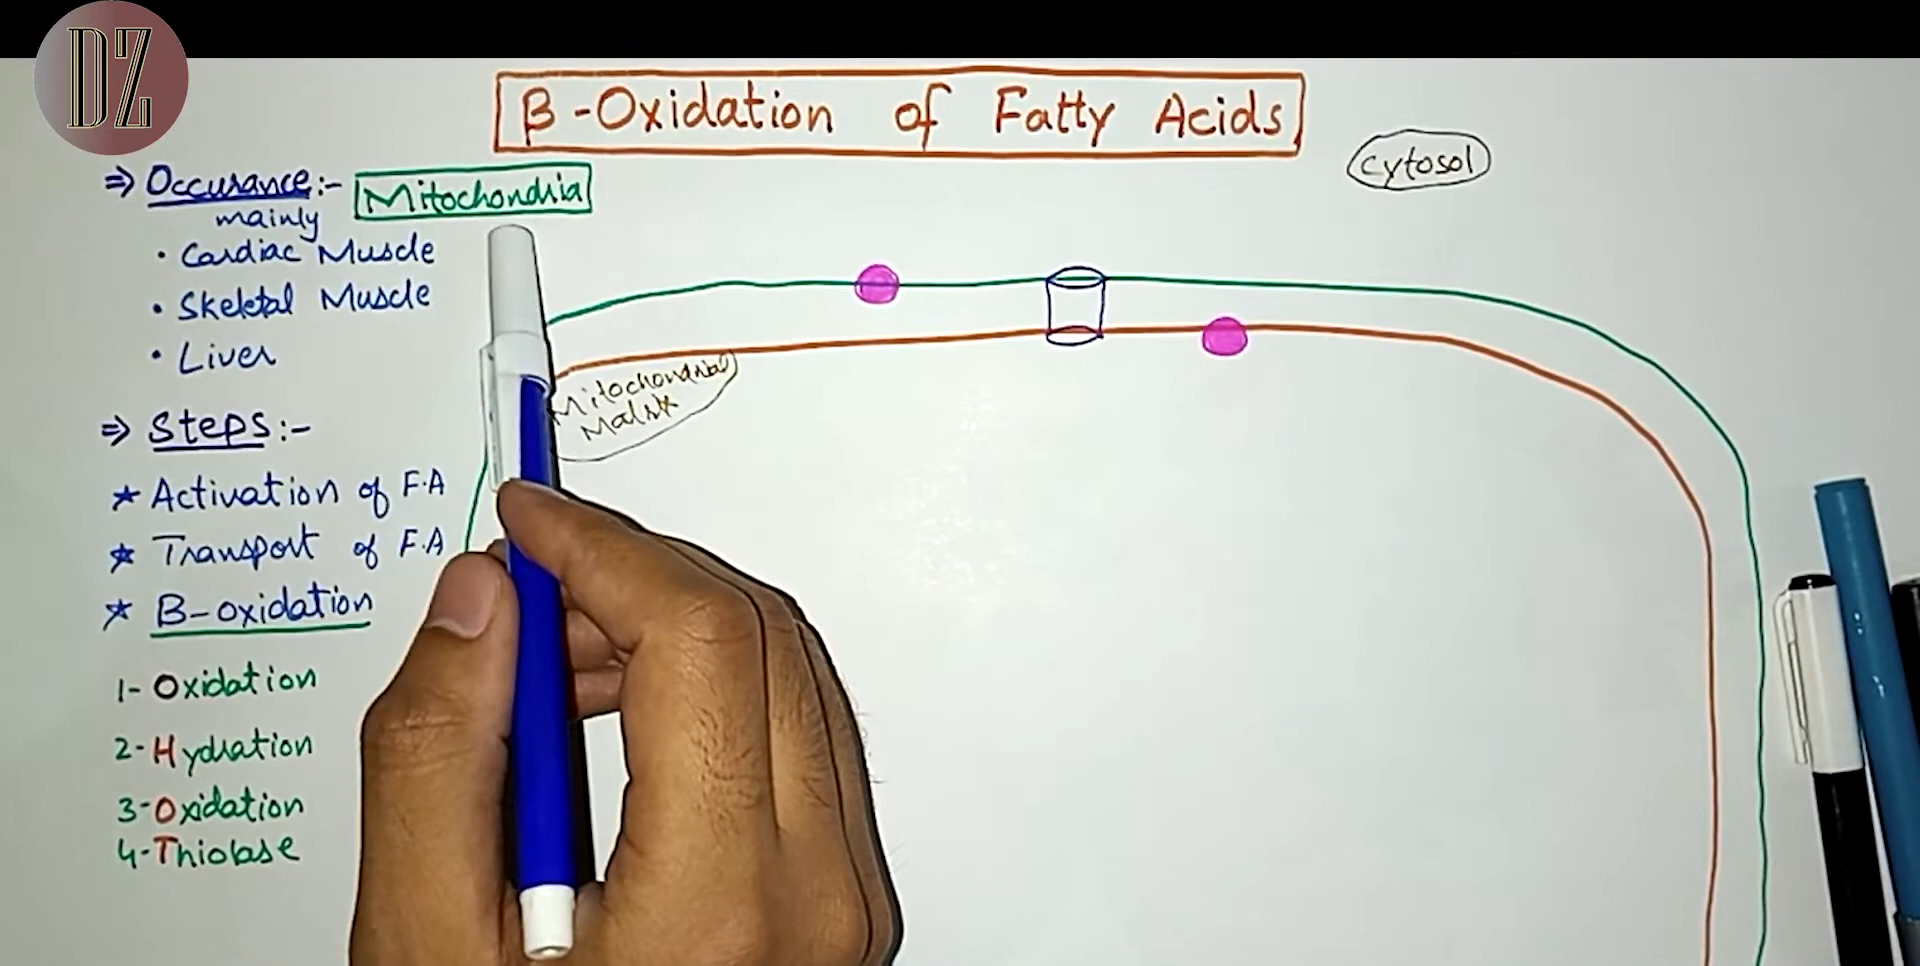 DZ
β-Oxidation of Fatty Acids
cytosol
⇒ Occurance:- Mitochondria
mainly
• Cardiac Muscle
• Skeletal Muscle
• Liver
Mitochondrial
Matrix
⇒ Steps:-
★ Activation of F.A
★ Transport of F.A
★ B-oxidation
1- Oxidation
2- Hydration
3- Oxidation
4- Thiolase